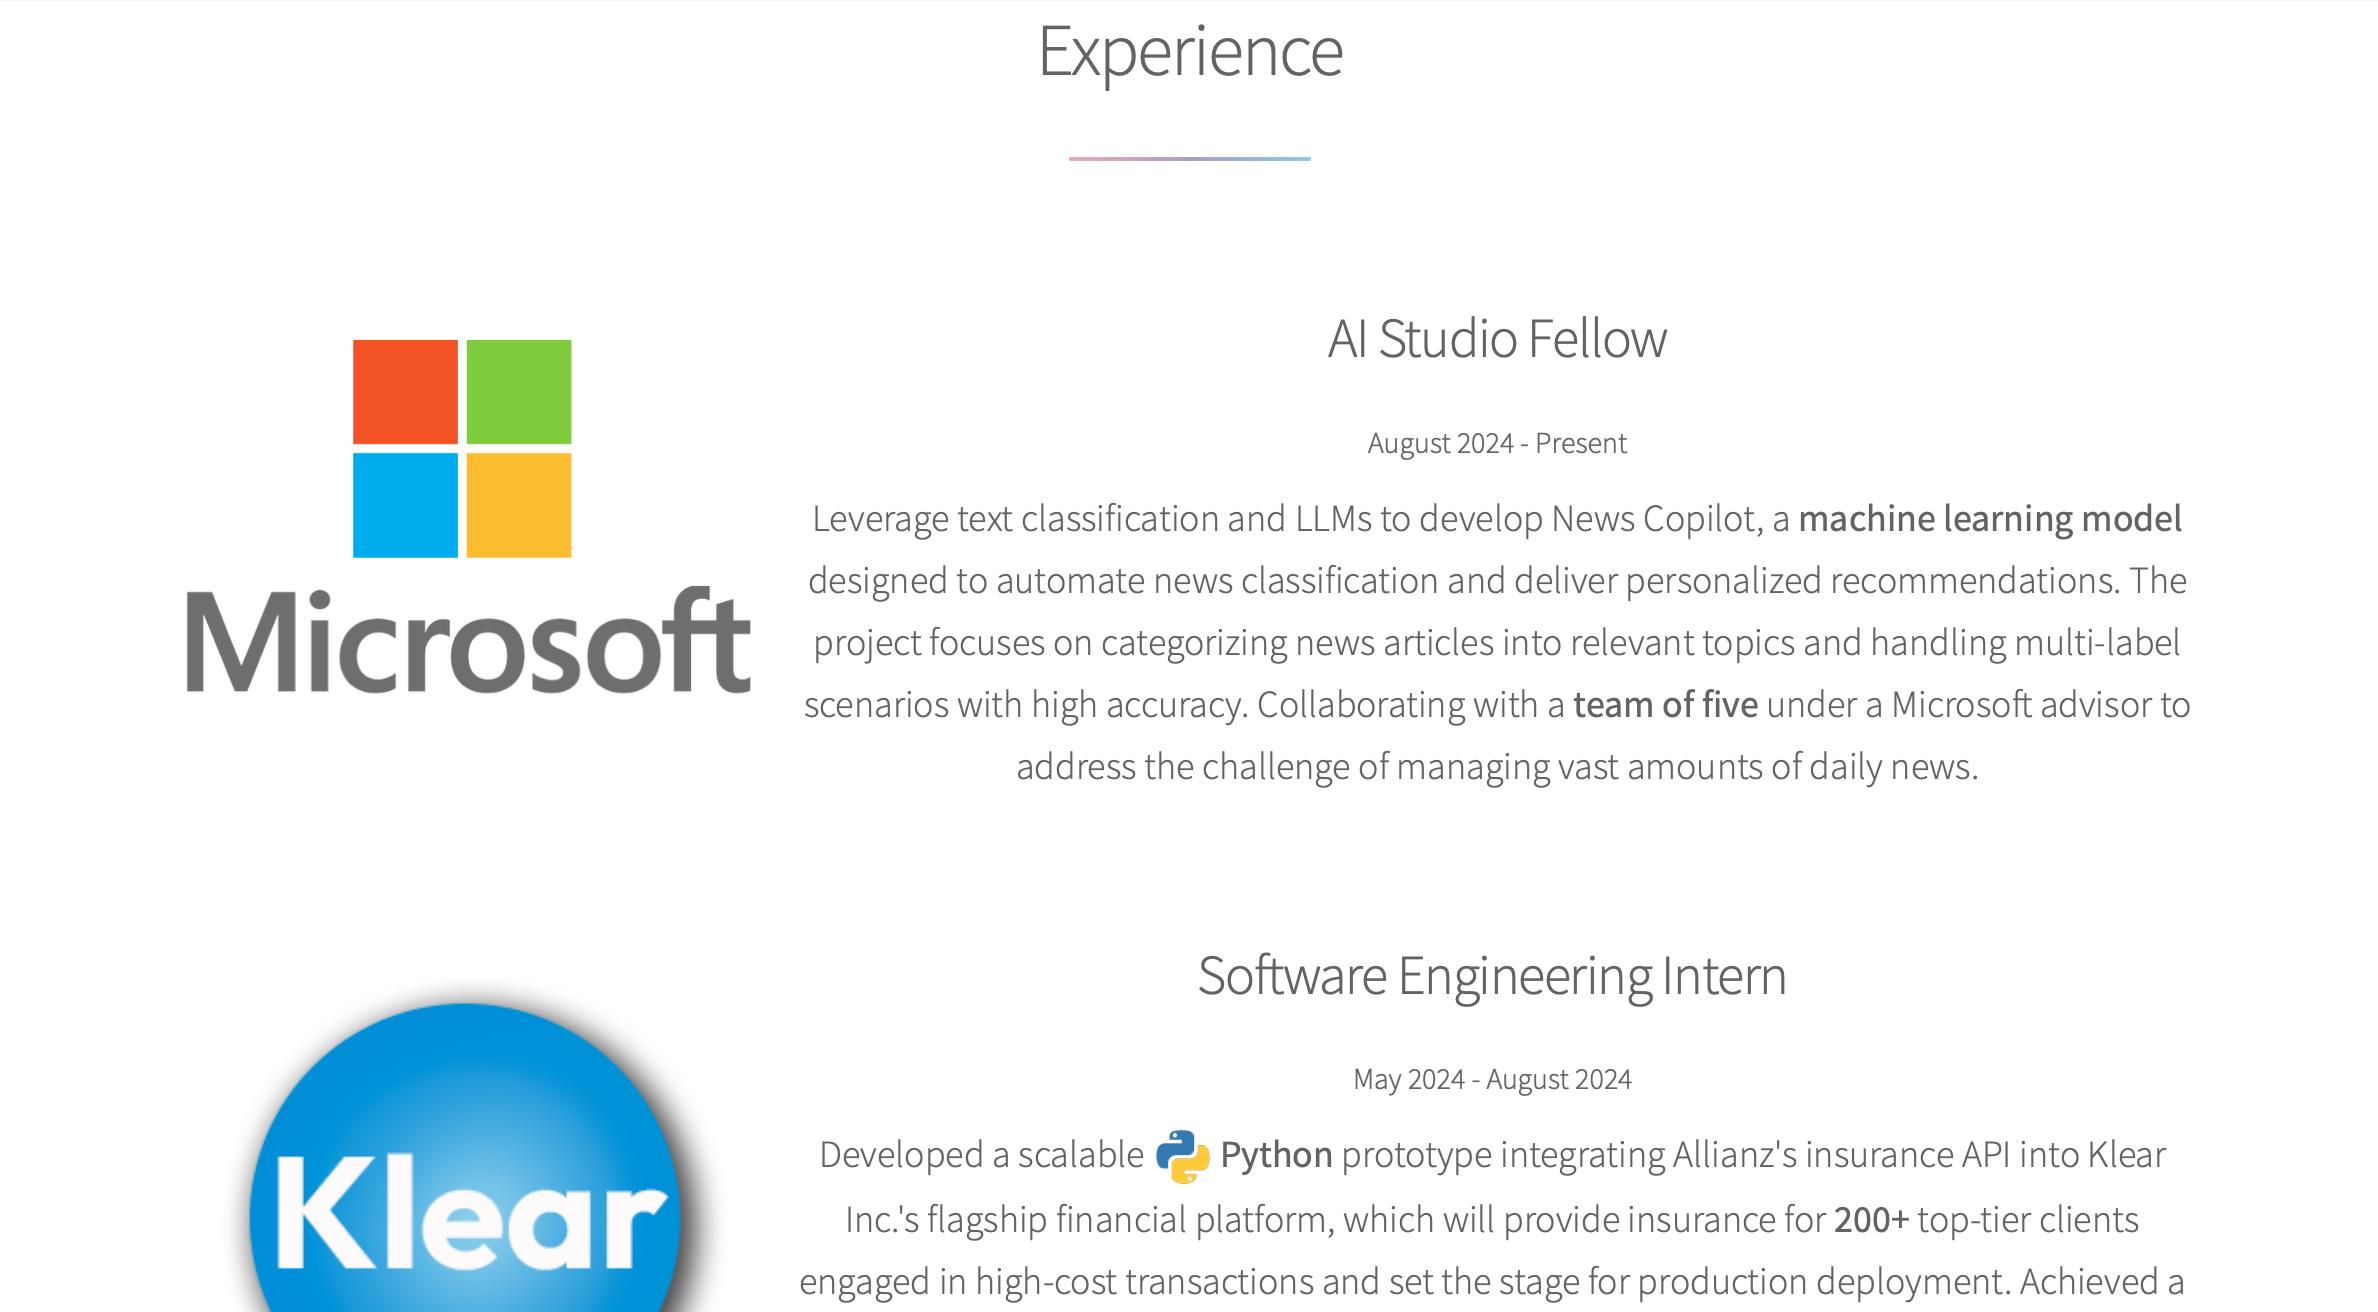 Experience
Microsoft
AI Studio Fellow
August 2024 - Present
Leverage text classification and LLMs to develop News Copilot, a machine learning model
designed to automate news classification and deliver personalized recommendations. The
project focuses on categorizing news articles into relevant topics and handling multi-label
scenarios with high accuracy. Collaborating with a team of five under a Microsoft advisor to
address the challenge of managing vast amounts of daily news.
Klear
Software Engineering Intern
May 2024 - August 2024
Developed a scalable Python prototype integrating Allianz's insurance API into Klear
Inc.'s flagship financial platform, which will provide insurance for 200+ top-tier clients
engaged in high-cost transactions and set the stage for production deployment. Achieved a